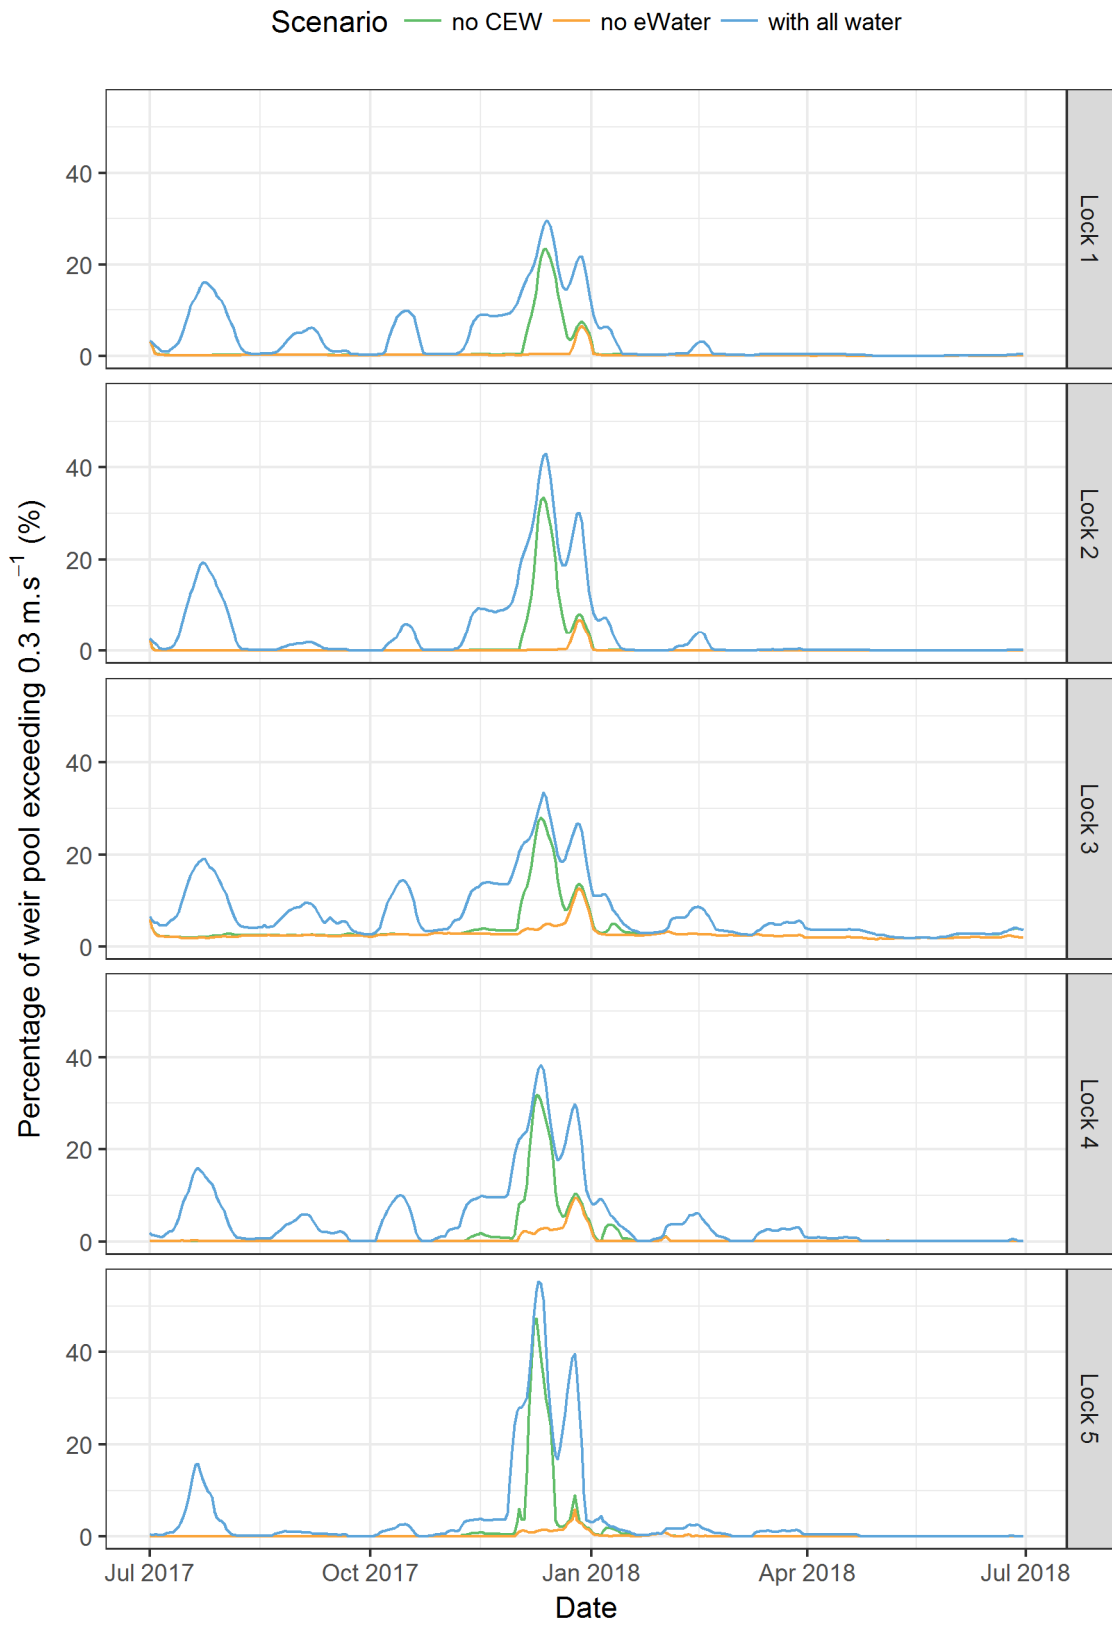 Scenario no CEW no eWater with all water
Percentage of weir pool exceeding 0.3 m.s⁻¹ (%)
40
20
0
Lock 1
40
20
0
Lock 2
40
20
0
Lock 3
40
20
0
Lock 4
40
20
0
Lock 5
Jul 2017 Oct 2017 Jan 2018 Apr 2018 Jul 2018
Date